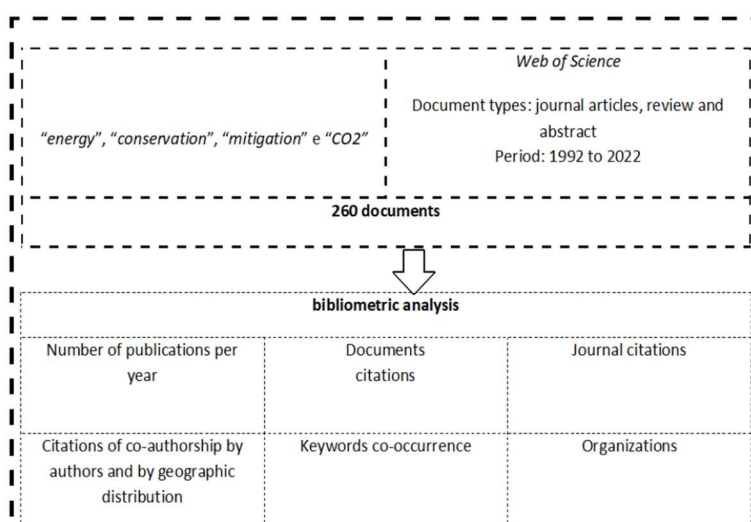 “energy”, “conservation”, “mitigation” e “CO2”
Web of Science
Document types: journal articles, review and
abstract
Period: 1992 to 2022
260 documents
bibliometric analysis
Number of publications per
year
Documents
citations
Journal citations
Citations of co-authorship by
authors and by geographic
distribution
Keywords co-occurrence
Organizations